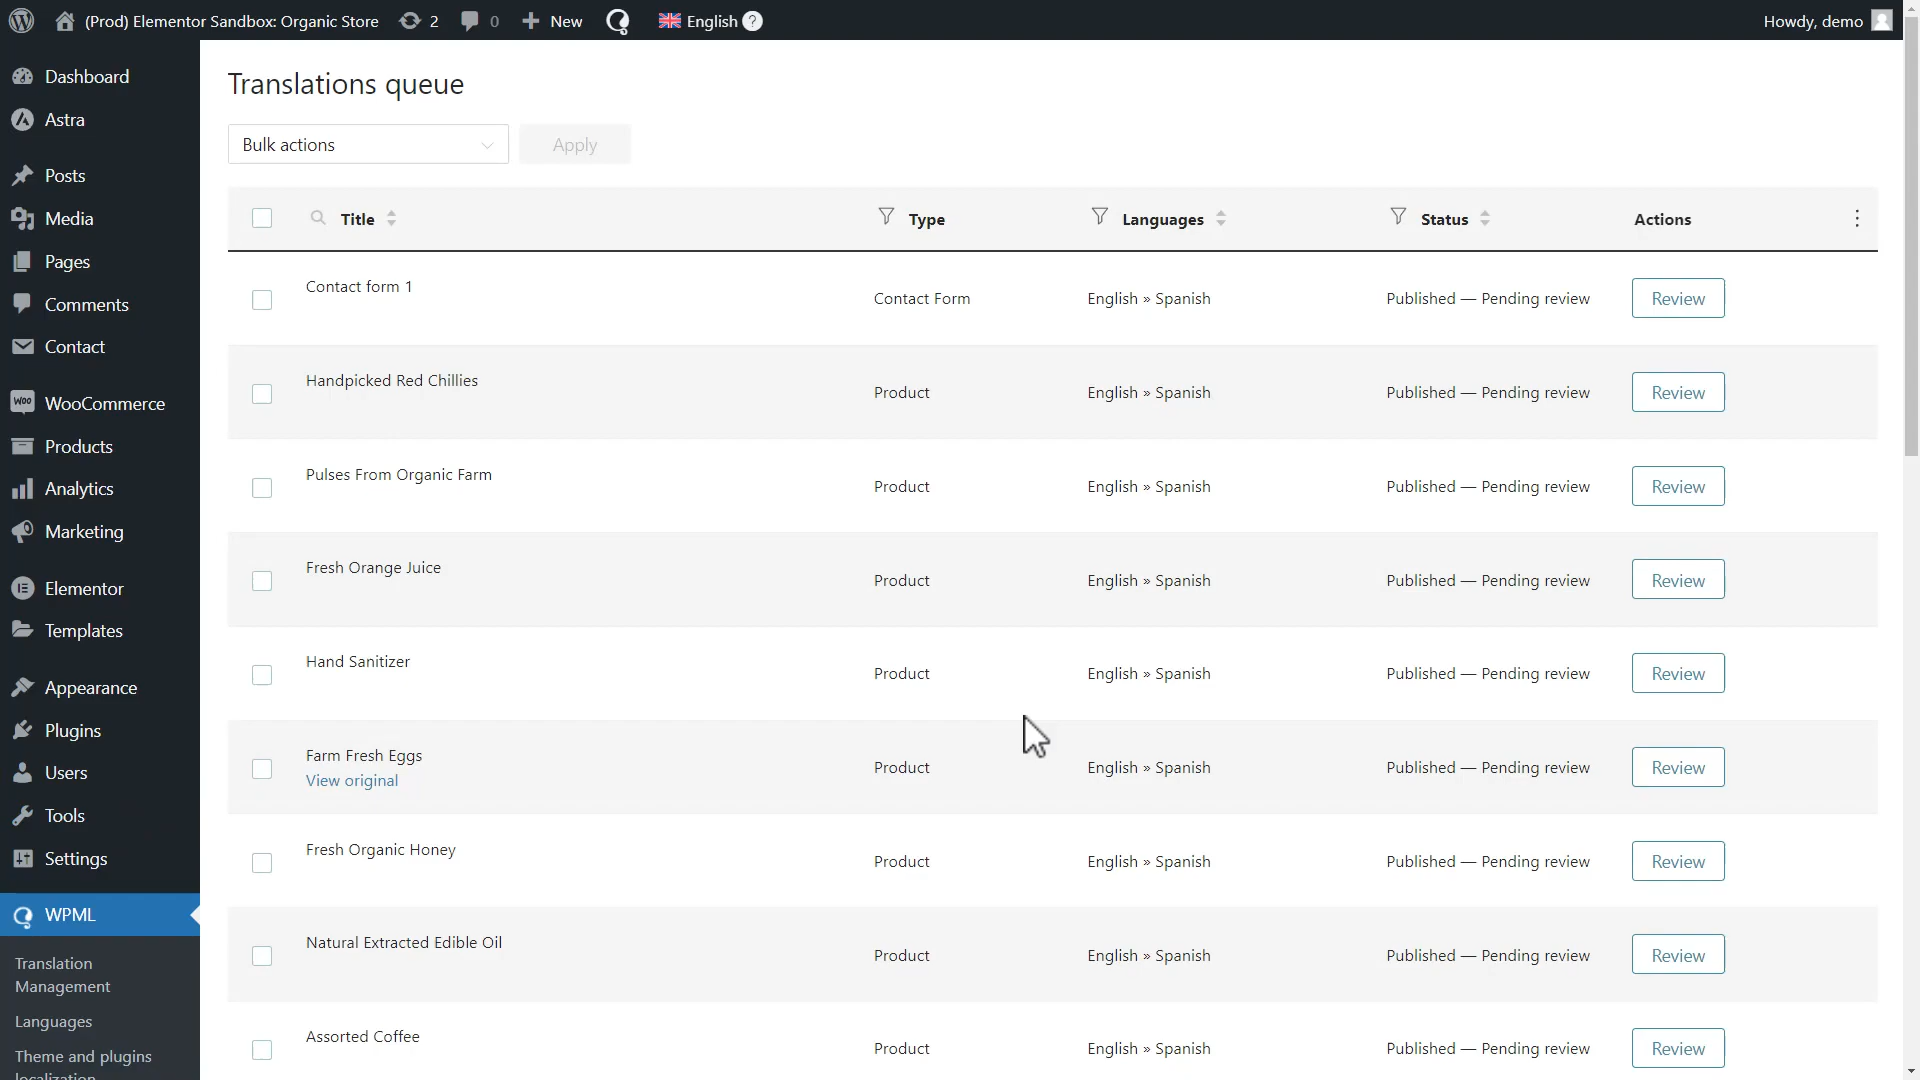 (Prod) Elementor Sandbox: Organic Store 2 0 New English ? Howdy, demo
Dashboard
Astra
Posts
Media
Pages
Comments
Contact
WooCommerce
Products
Analytics
Marketing
Elementor
Templates
Appearance
Plugins
Users
Tools
Settings
WPML
Translation
Management
Languages
Theme and plugins
localization
Translations queue
Bulk actions Apply
Title Type Languages Status Actions
Contact form 1 Contact Form English » Spanish Published — Pending review Review
Handpicked Red Chillies Product English » Spanish Published — Pending review Review
Pulses From Organic Farm Product English » Spanish Published — Pending review Review
Fresh Orange Juice Product English » Spanish Published — Pending review Review
Hand Sanitizer Product English » Spanish Published — Pending review Review
Farm Fresh Eggs Product English » Spanish Published — Pending review Review
View original
Fresh Organic Honey Product English » Spanish Published — Pending review Review
Natural Extracted Edible Oil Product English » Spanish Published — Pending review Review
Assorted Coffee Product English » Spanish Published — Pending review Review